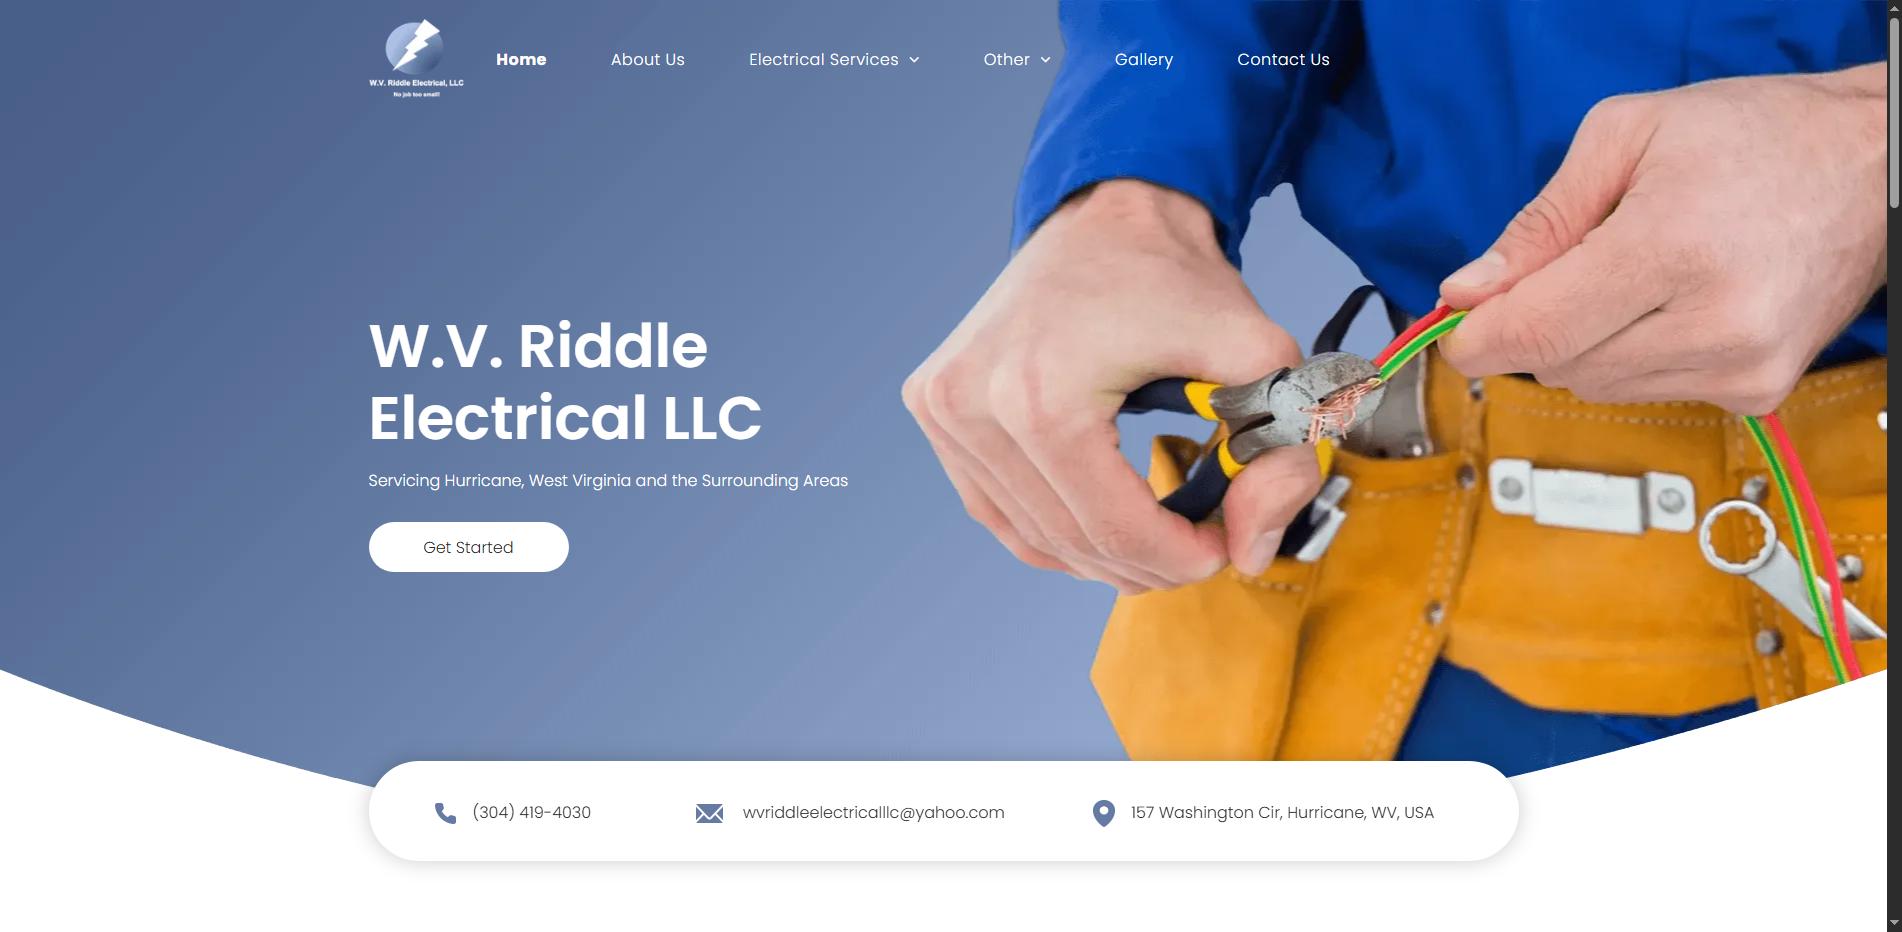 W.V. Riddle Electrical, LLC
No job too small!
Home
About Us
Electrical Services
Other
Gallery
Contact Us
W.V. Riddle
Electrical LLC
Servicing Hurricane, West Virginia and the Surrounding Areas
Get Started
(304) 419-4030
wvriddleelectricalllc@yahoo.com
157 Washington Cir, Hurricane, WV, USA